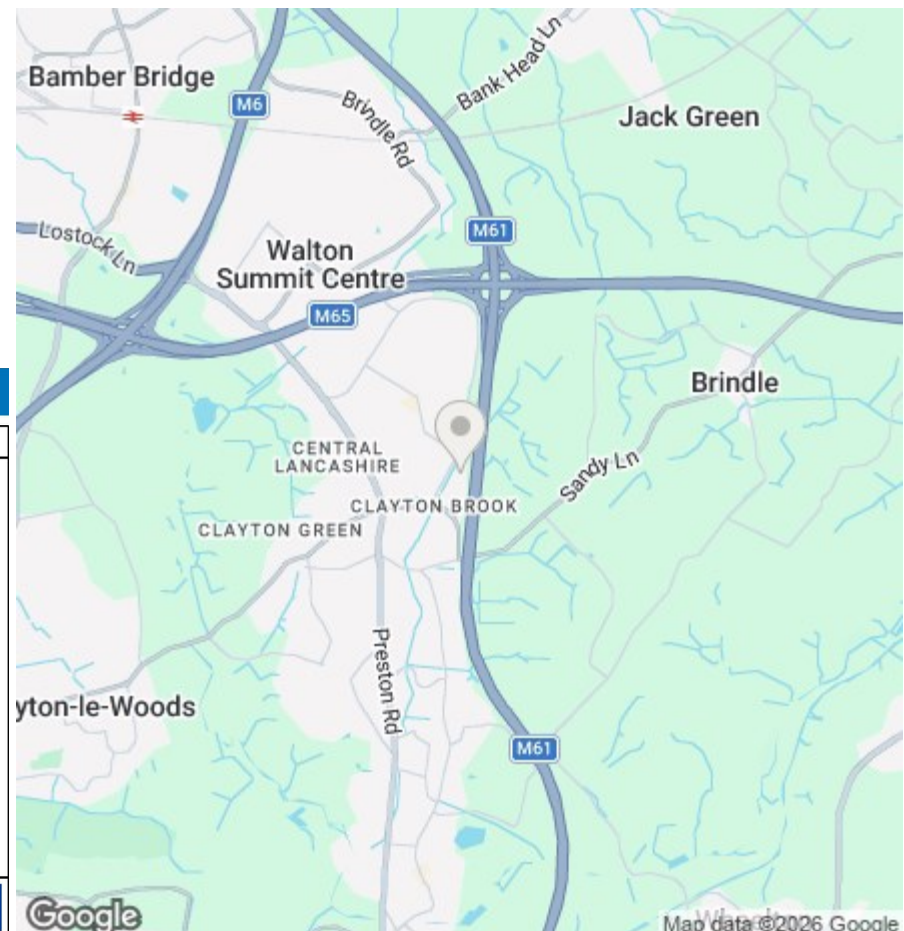 Bamber Bridge
M6
Brindle Rd
Bank Head Ln
Jack Green
Lostock Ln
M61
Walton
Summit Centre
M65
Brindle
CENTRAL
LANCASHIRE
Sandy Ln
CLAYTON BROOK
CLAYTON GREEN
Preston Rd
yton-le-Woods
M61
Google
Map data ©2026 Google